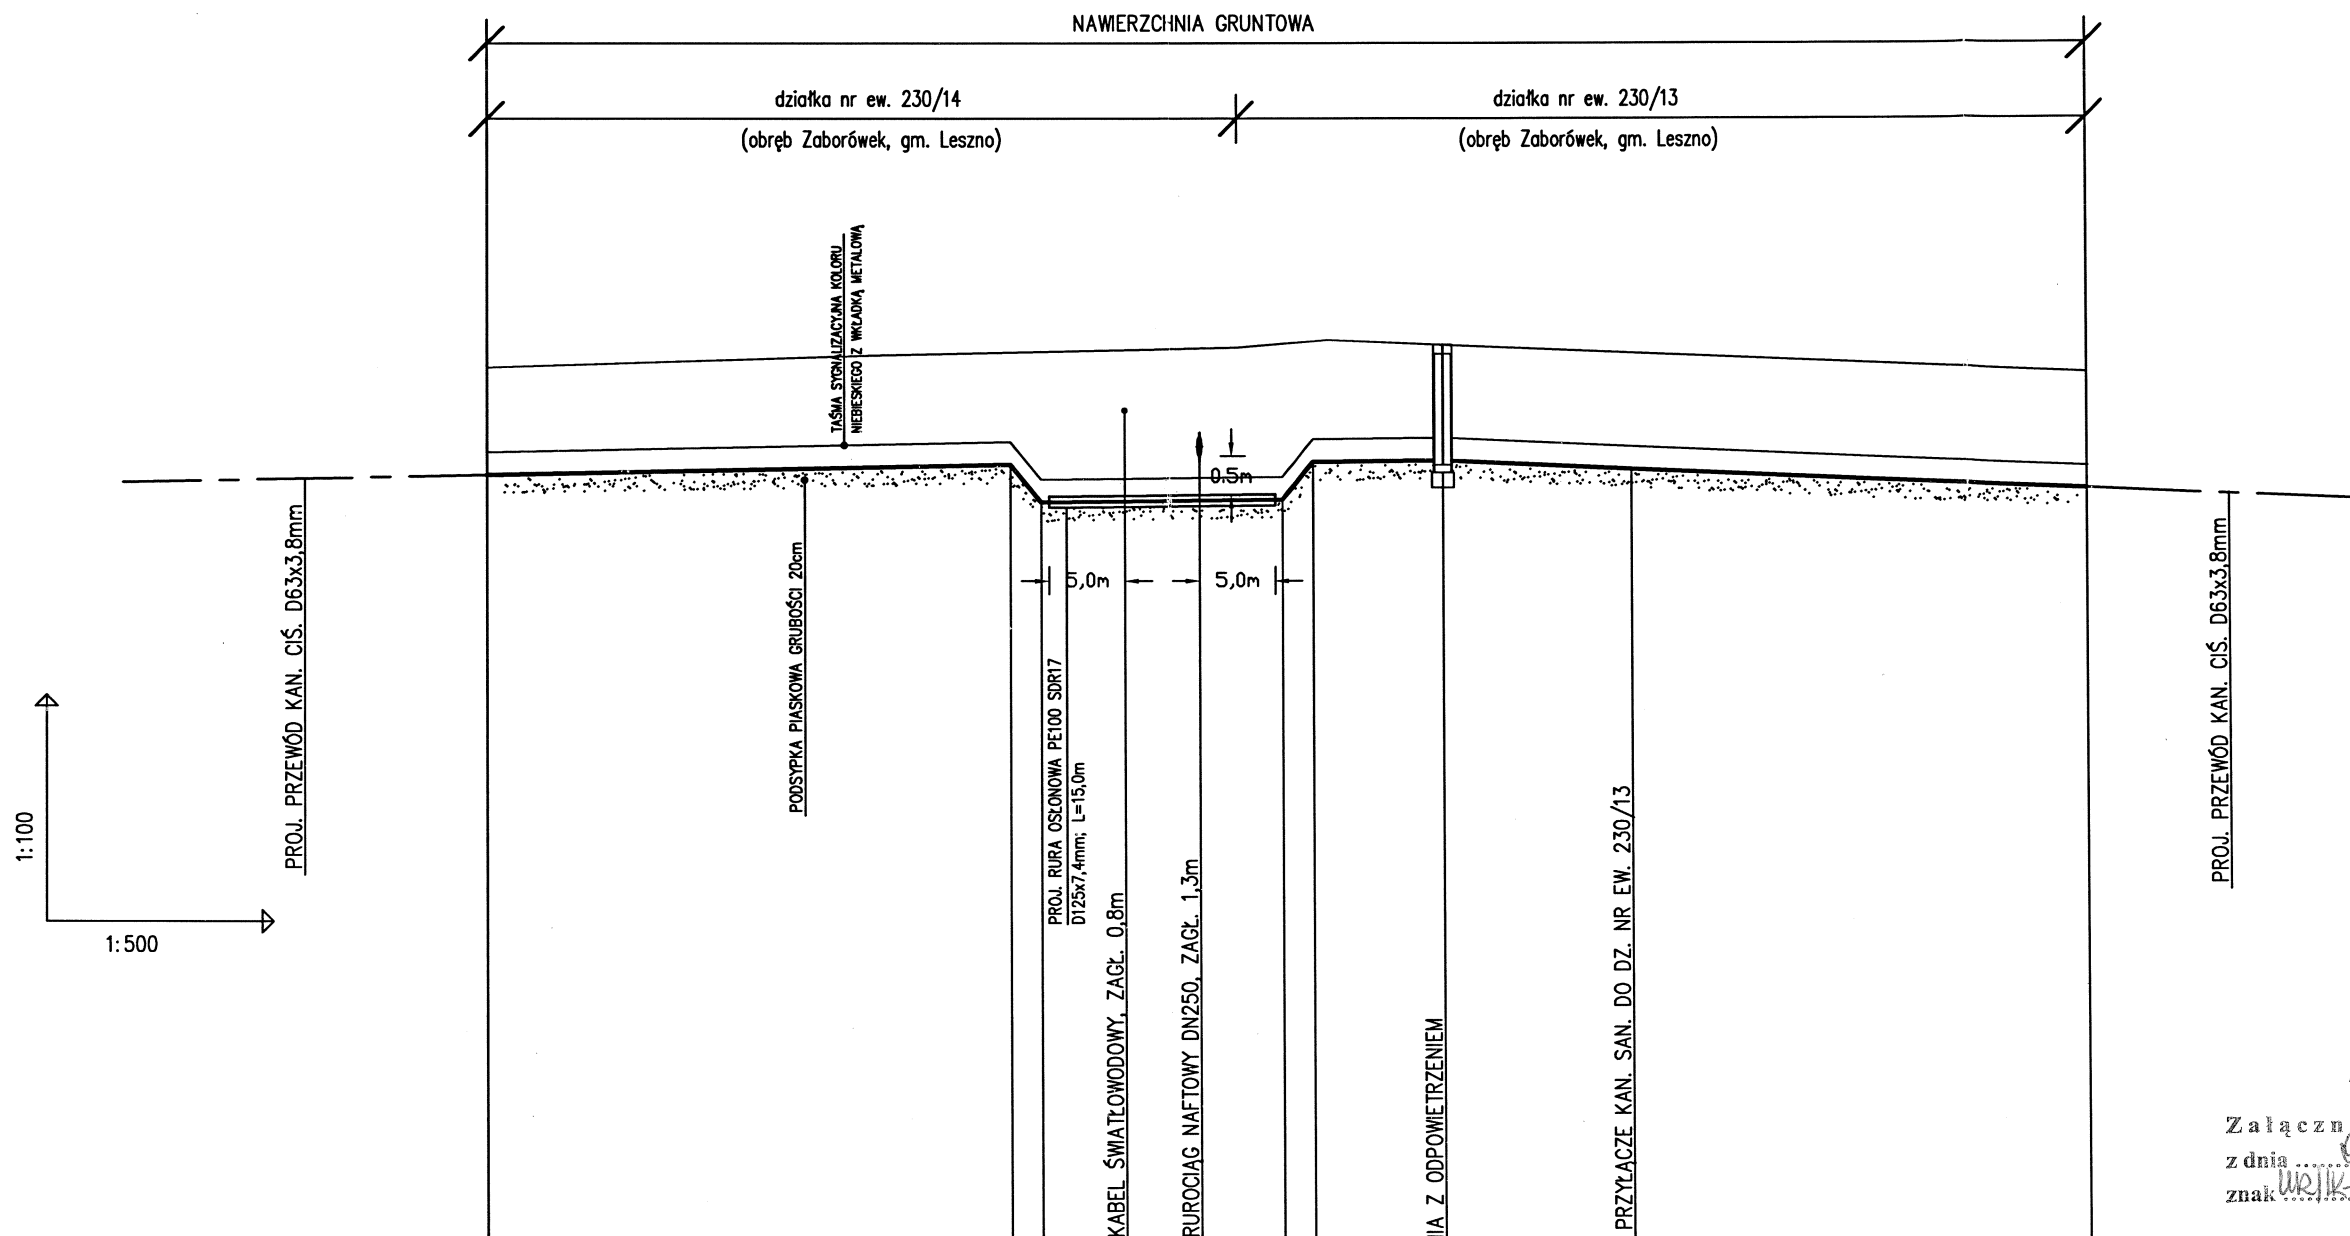 NAWIERZCHNIA GRUNTOWA
działka nr ew. 230/14
(obręb Zaborówek, gm. Leszno)
działka nr ew. 230/13
(obręb Zaborówek, gm. Leszno)
TAŚMA SYGNALIZACYJNA KOLORU
NIEBIESKIEGO Z WKŁADKĄ METALOWĄ
0.5m
5,0m
5,0m
PROJ. PRZEWÓD KAN. CIŚ. D63x3,8mm
PODSYPKA PIASKOWA GRUBOŚCI 20cm
PROJ. RURA OSŁONOWA PE100 SDR17
D125x7,4mm; L=15,0m
KABEL ŚWIATŁOWODOWY, ZAGŁ. 0,8m
RUROCIĄG NAFTOWY DN250, ZAGŁ. 1,3m
IA Z ODPOWIETRZENIEM
PRZYŁĄCZE KAN. SAN. DO DZ. NR EW. 230/13
PROJ. PRZEWÓD KAN. CIŚ. D63x3,8mm
1:100
1:500
Załączn
z dnia
znak